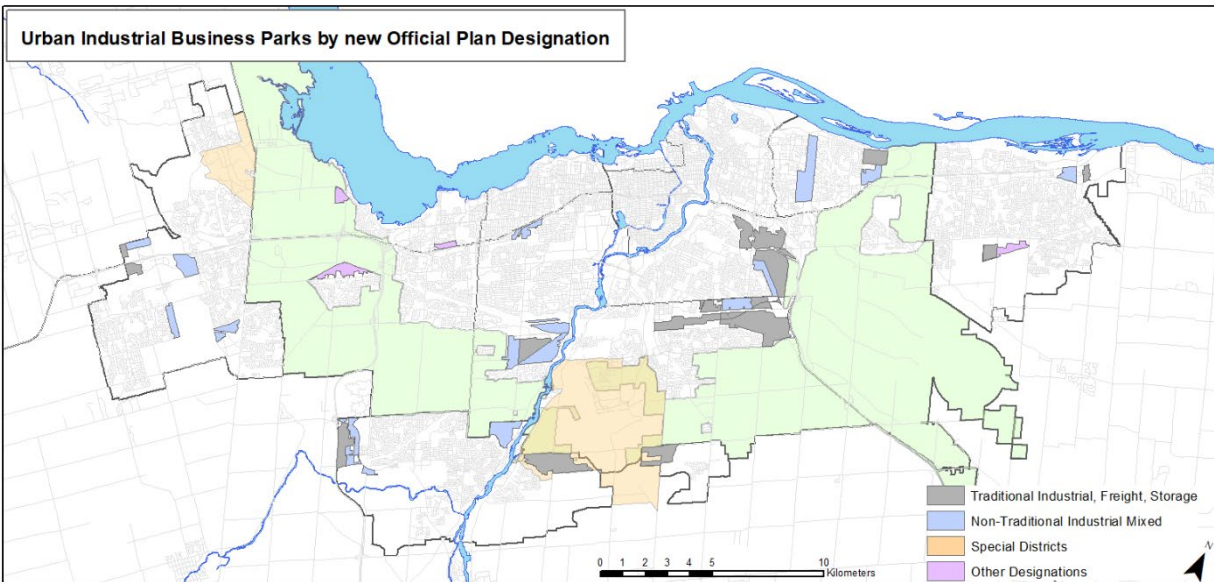 Urban Industrial Business Parks by new Official Plan Designation
Traditional Industrial, Freight, Storage
Non-Traditional Industrial Mixed
Special Districts
Other Designations
0 1 2 3 4 5 10
Kilometers
N